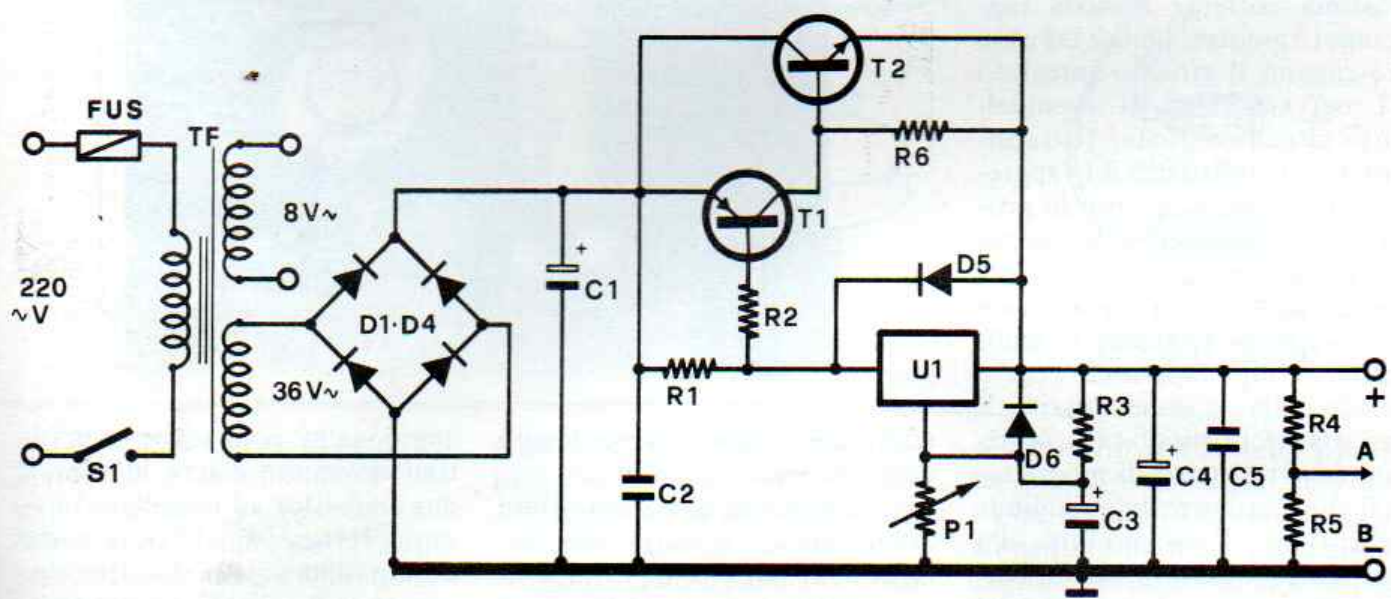 FUS
TF
8V~
220
~V
36V~
S1
D1·D4
+
C1
T2
R6
T1
R2
D5
R1
U1
C2
P1
D6
R3
+
C3
+
C4
C5
R4
R5
+
A
B
−